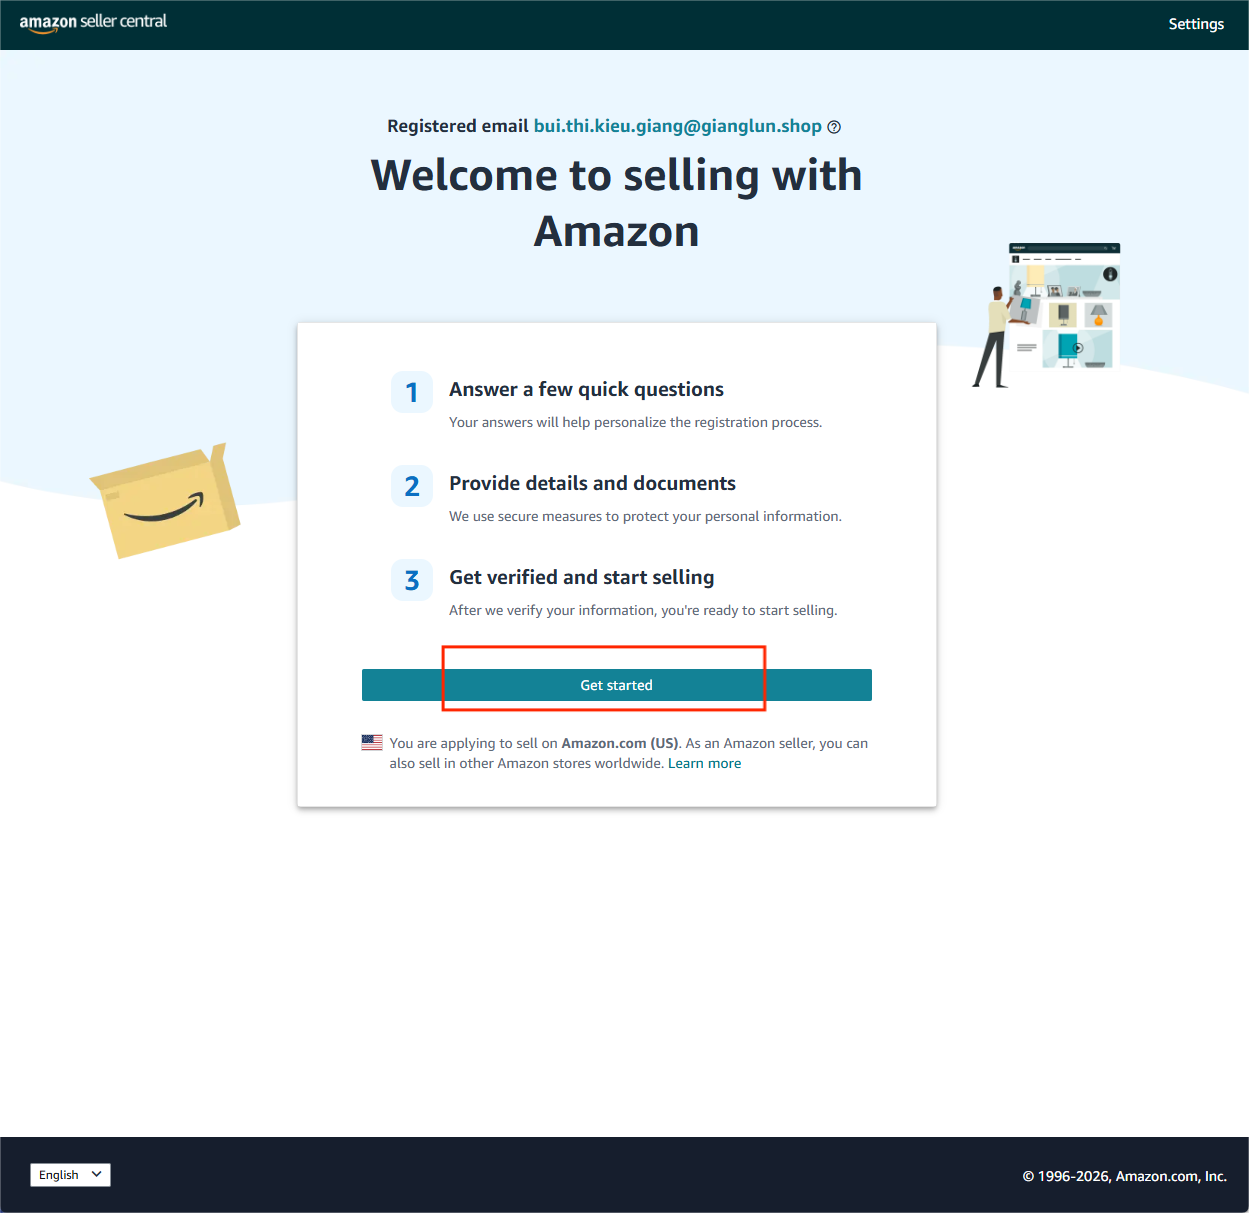 amazon seller central
Settings
Registered email bui.thi.kieu.giang@gianglun.shop
Welcome to selling with
Amazon
1
Answer a few quick questions
Your answers will help personalize the registration process.
2
Provide details and documents
We use secure measures to protect your personal information.
3
Get verified and start selling
After we verify your information, you're ready to start selling.
Get started
You are applying to sell on Amazon.com (US). As an Amazon seller, you can
also sell in other Amazon stores worldwide. Learn more
English
© 1996-2026, Amazon.com, Inc.